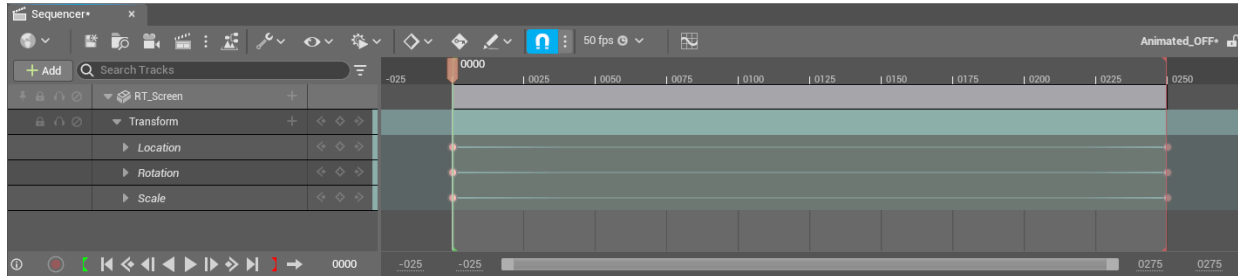 Sequencer•
50 fps
Animated_OFF•
+ Add
Search Tracks
-025
0000
0025
0050
0075
0100
0125
0150
0175
0200
0225
0250
RT_Screen
Transform
Location
Rotation
Scale
0000
-025
-025
0275
0275